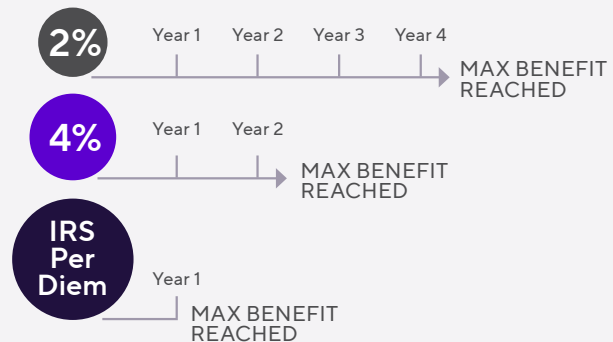 2%
Year 1 Year 2 Year 3 Year 4
MAX BENEFIT
REACHED
4%
Year 1 Year 2
MAX BENEFIT
REACHED
IRS
Per
Diem
Year 1
MAX BENEFIT
REACHED